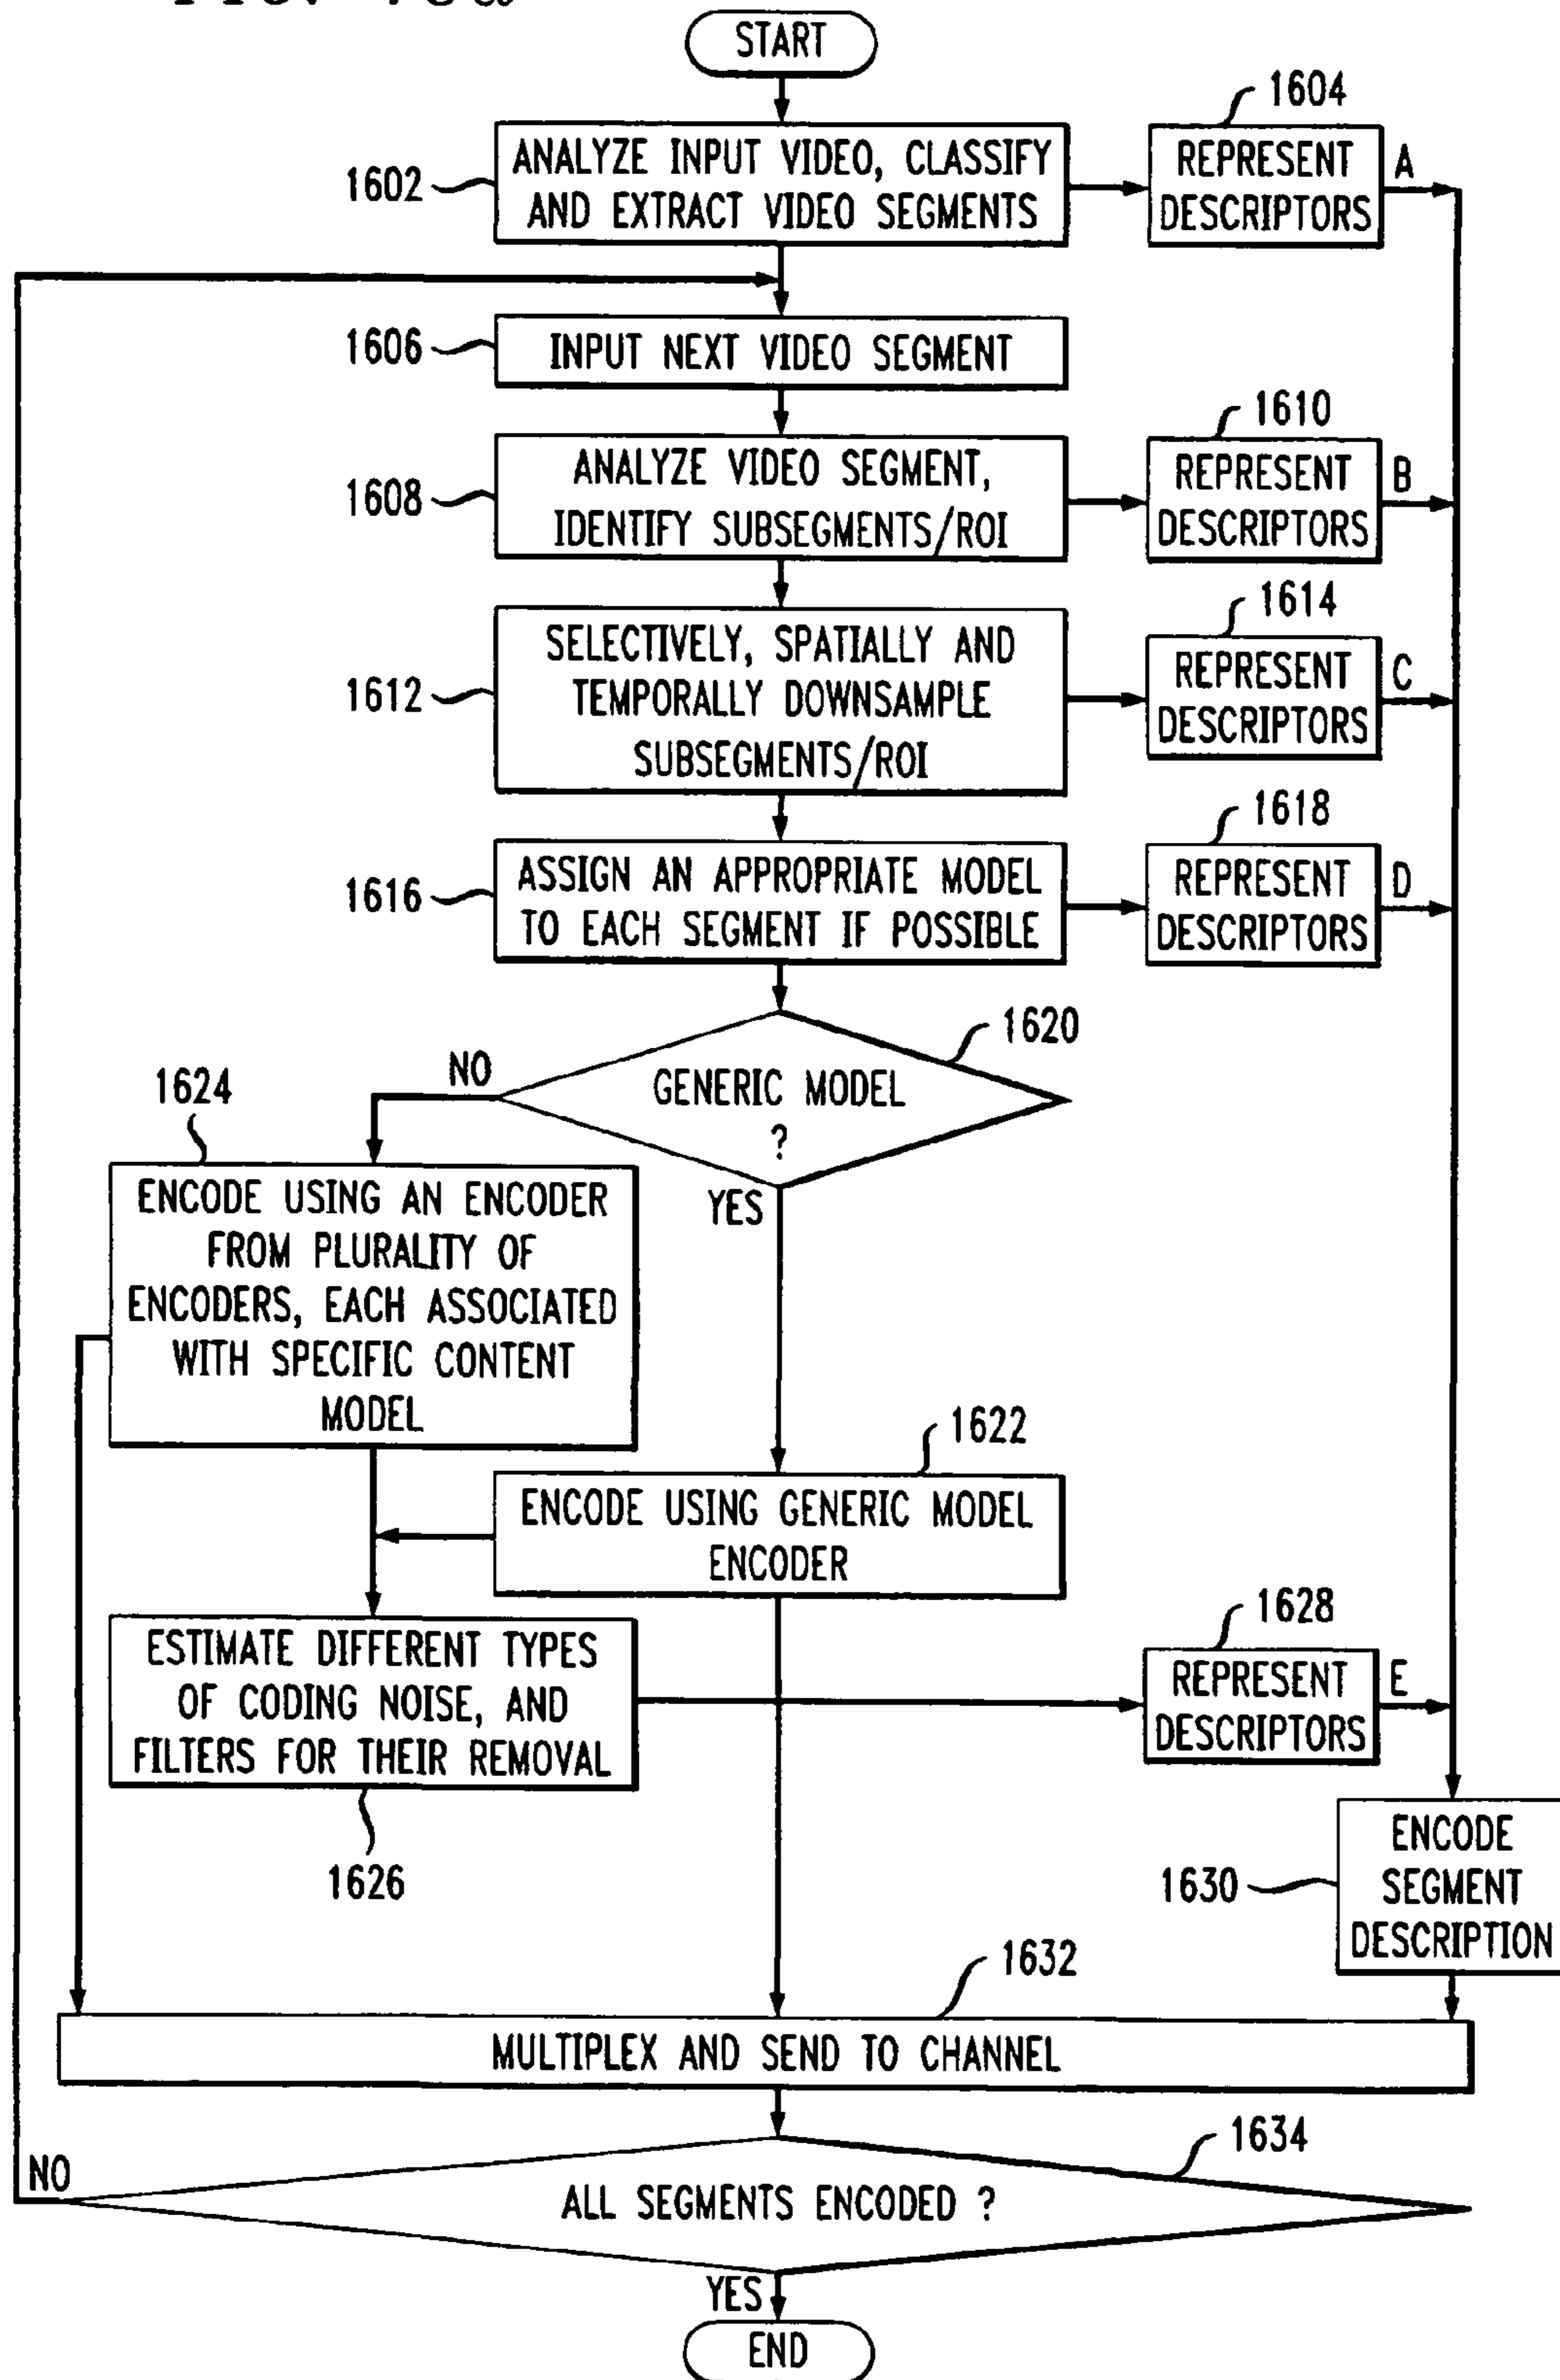 START
1604
ANALYZE INPUT VIDEO, CLASSIFY
AND EXTRACT VIDEO SEGMENTS
1602
REPRESENT
DESCRIPTORS
A
1606
INPUT NEXT VIDEO SEGMENT
1610
ANALYZE VIDEO SEGMENT,
IDENTIFY SUBSEGMENTS/ROI
1608
REPRESENT
DESCRIPTORS
B
1614
SELECTIVELY, SPATIALLY AND
TEMPORALLY DOWNSAMPLE
SUBSEGMENTS/ROI
1612
REPRESENT
DESCRIPTORS
C
1618
ASSIGN AN APPROPRIATE MODEL
TO EACH SEGMENT IF POSSIBLE
1616
REPRESENT
DESCRIPTORS
D
1620
NO
GENERIC MODEL
?
YES
1624
ENCODE USING AN ENCODER
FROM PLURALITY OF
ENCODERS, EACH ASSOCIATED
WITH SPECIFIC CONTENT
MODEL
1622
ENCODE USING GENERIC MODEL
ENCODER
ESTIMATE DIFFERENT TYPES
OF CODING NOISE, AND
FILTERS FOR THEIR REMOVAL
1626
1628
REPRESENT
DESCRIPTORS
E
1630
ENCODE
SEGMENT
DESCRIPTION
1632
MULTIPLEX AND SEND TO CHANNEL
1634
NO
ALL SEGMENTS ENCODED ?
YES
END